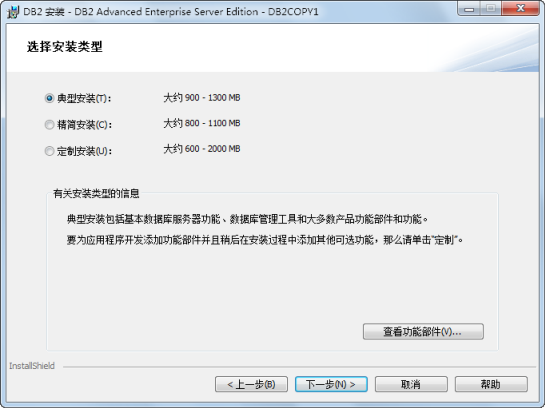 DB2 安装 - DB2 Advanced Enterprise Server Edition - DB2COPY1
选择安装类型
典型安装(T): 大约 900 - 1300 MB
精简安装(C): 大约 800 - 1100 MB
定制安装(U): 大约 600 - 2000 MB
有关安装类型的信息
典型安装包括基本数据库服务器功能、数据库管理工具和大多数产品功能部件和功能。
要为应用程序开发添加功能部件并且稍后在安装过程中添加其他可选功能，那么请单击“定制”。
查看功能部件(V)...
InstallShield
< 上一步(B) 下一步(N) > 取消 帮助